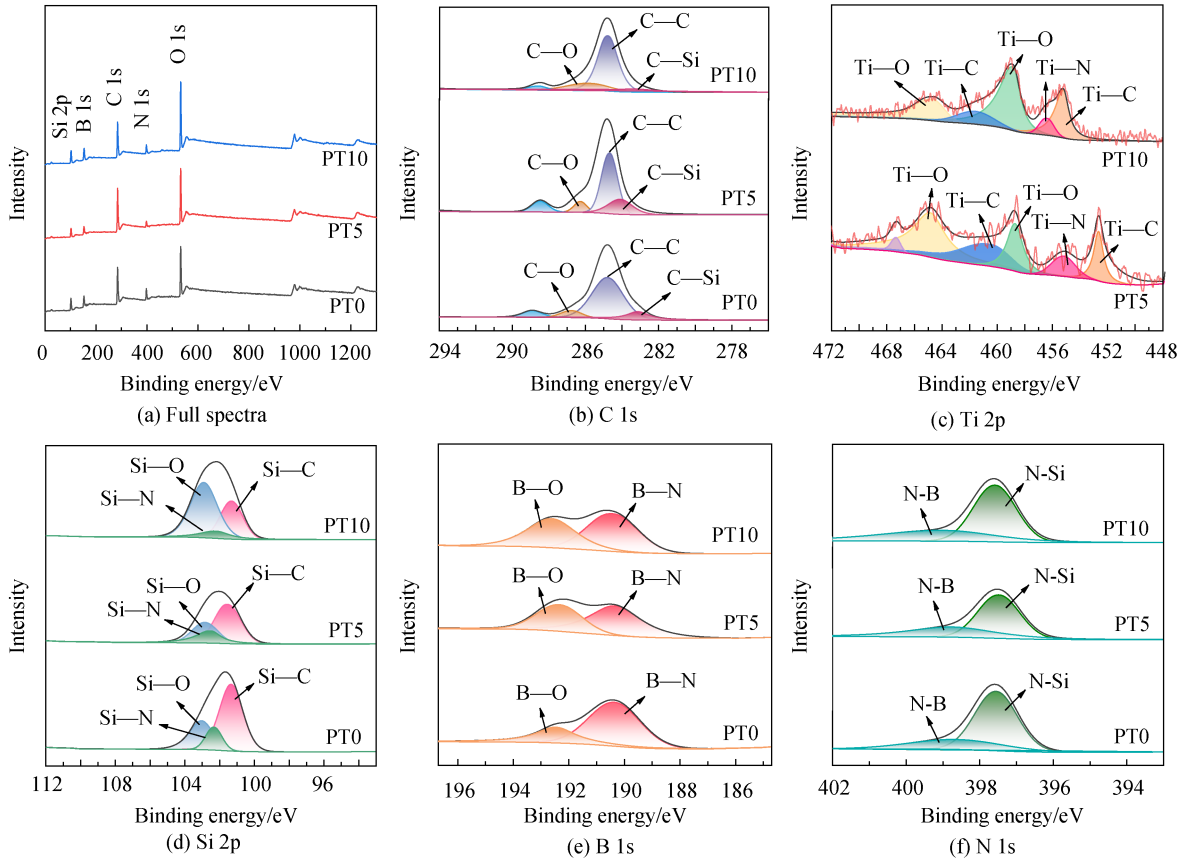 Intensity
Si 2p
B 1s
C 1s
N 1s
O 1s
PT10
PT5
PT0
0 200 400 600 800 1000 1200
Binding energy/eV
(a) Full spectra
Intensity
C—C
C—O
C—Si
PT10
C—C
C—O
C—Si
PT5
C—C
C—O
C—Si
PT0
294 290 286 282 278
Binding energy/eV
(b) C 1s
Intensity
Ti—O
Ti—O Ti—C
Ti—N
Ti—C
PT10
Ti—O
Ti—O
Ti—C
Ti—N
Ti—C
PT5
472 468 464 460 456 452 448
Binding energy/eV
(c) Ti 2p
Intensity
Si—O
Si—C
Si—N
PT10
Si—O
Si—C
Si—N
PT5
Si—O
Si—C
Si—N
PT0
112 108 104 100 96
Binding energy/eV
(d) Si 2p
Intensity
B—O
B—N
PT10
B—O
B—N
PT5
B—O
B—N
PT0
196 194 192 190 188 186
Binding energy/eV
(e) B 1s
Intensity
N-Si
N-B
PT10
N-Si
N-B
PT5
N-Si
N-B
PT0
402 400 398 396 394
Binding energy/eV
(f) N 1s